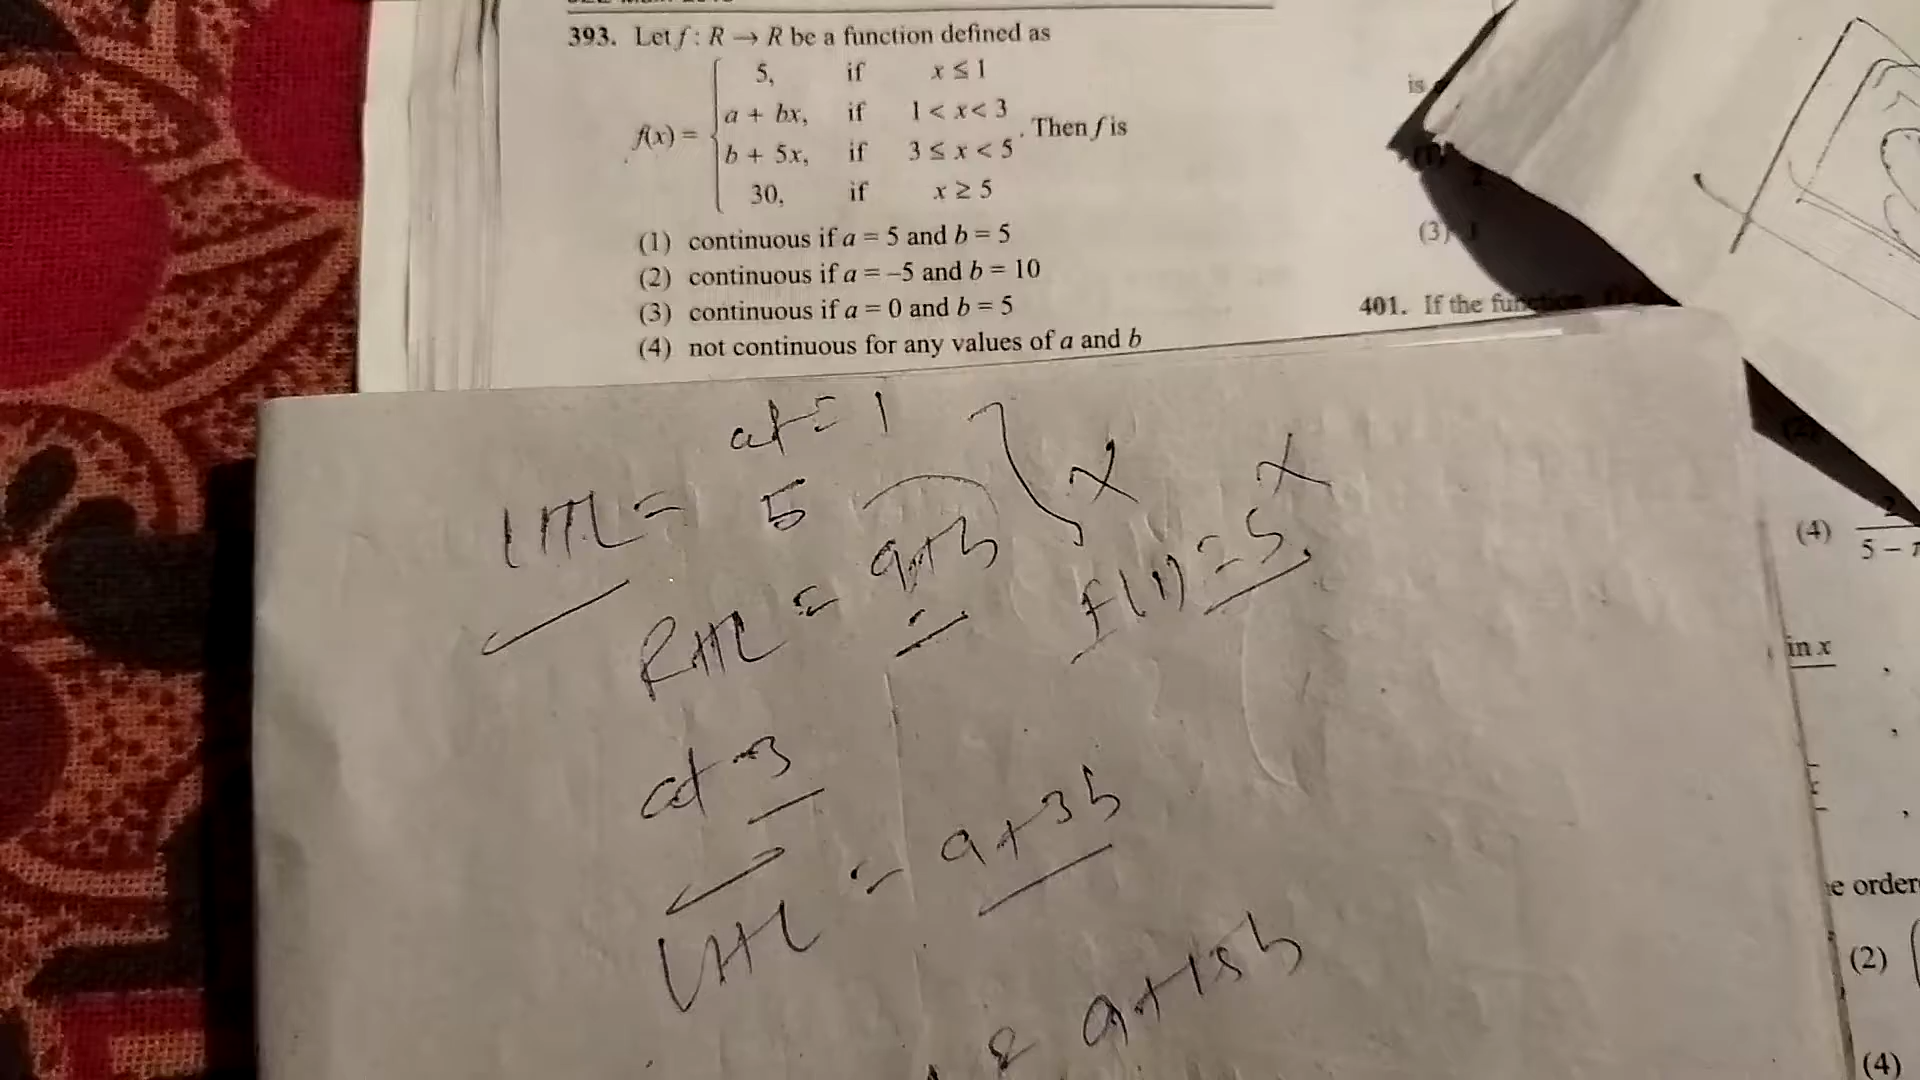 393. Let f : R → R be a function defined as
5, if x ≤ 1
a + bx, if 1 < x < 3
f(x) = . Then f is
b + 5x, if 3 ≤ x < 5
30, if x ≥ 5
(1) continuous if a = 5 and b = 5
(2) continuous if a = –5 and b = 10
(3) continuous if a = 0 and b = 5
(4) not continuous for any values of a and b
is
(3)
401. If the function
(4) 2
5 –
in x
e order
(2)
(4)
at = 1
LHL = 5
RHL = a+b
f(1) = 5
at = 3
LHL = a+3b
a+15b